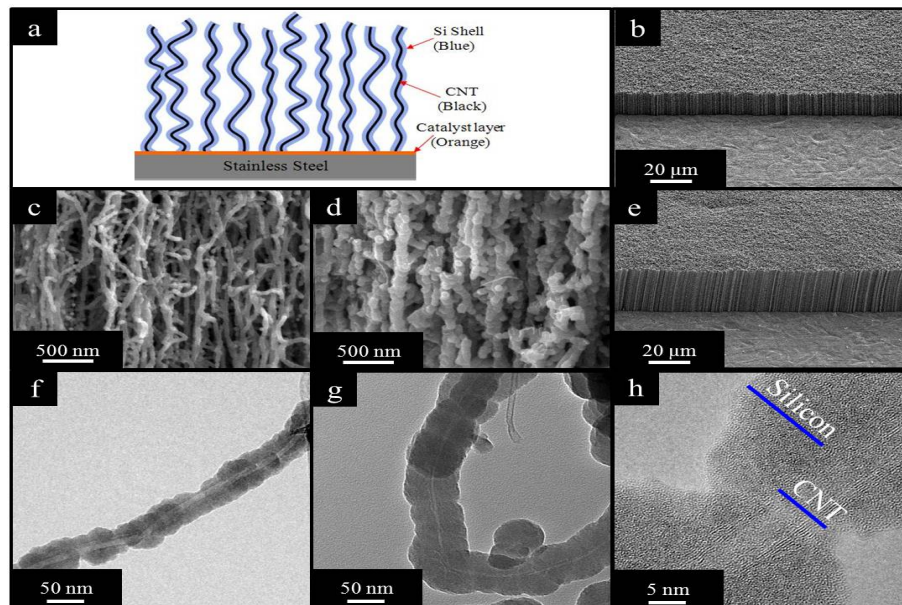 a
Si Shell
(Blue)
CNT
(Black)
Catalyst layer
(Orange)
Stainless Steel
b
20 µm
c
500 nm
d
500 nm
e
20 µm
f
50 nm
g
50 nm
h
Silicon
CNT
5 nm